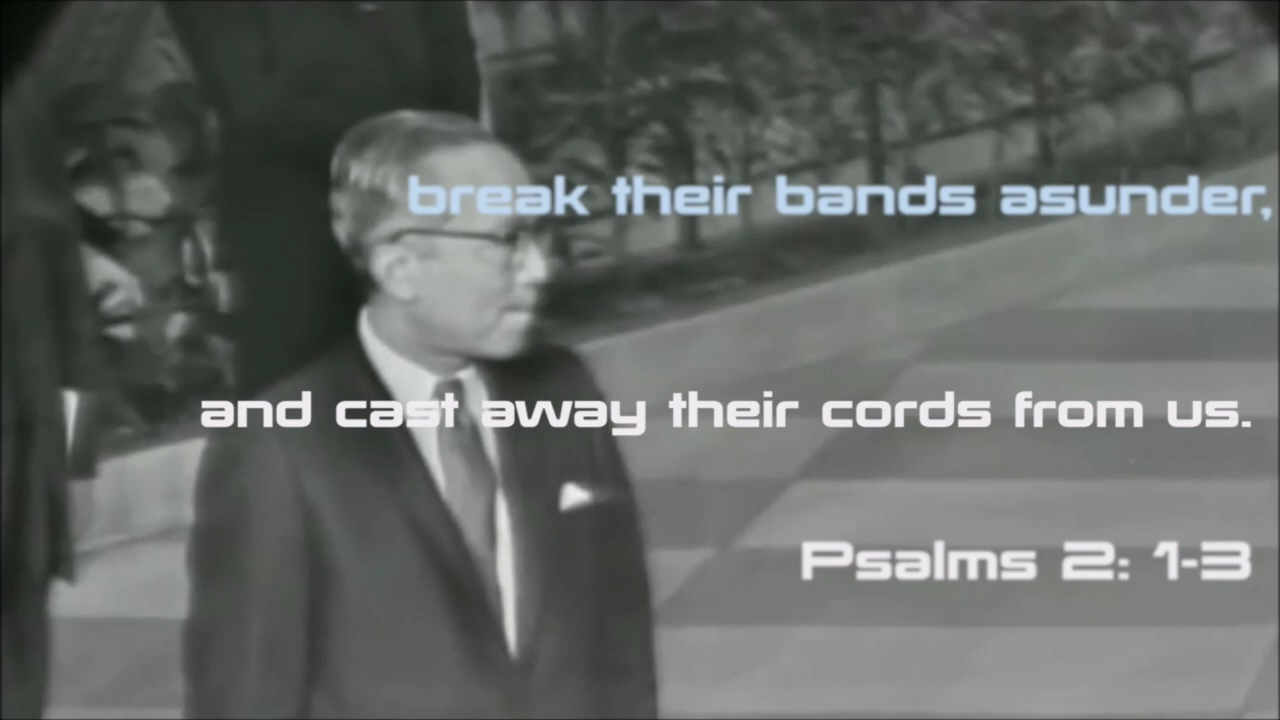 break their bands asunder,
and cast away their cords from us.
Psalms 2: 1-3